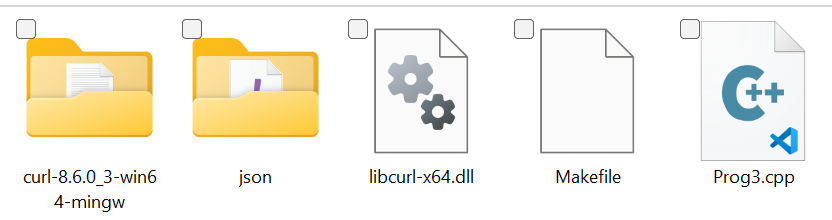 curl-8.6.0_3-win6
4-mingw
json
libcurl-x64.dll
Makefile
C++
Prog3.cpp